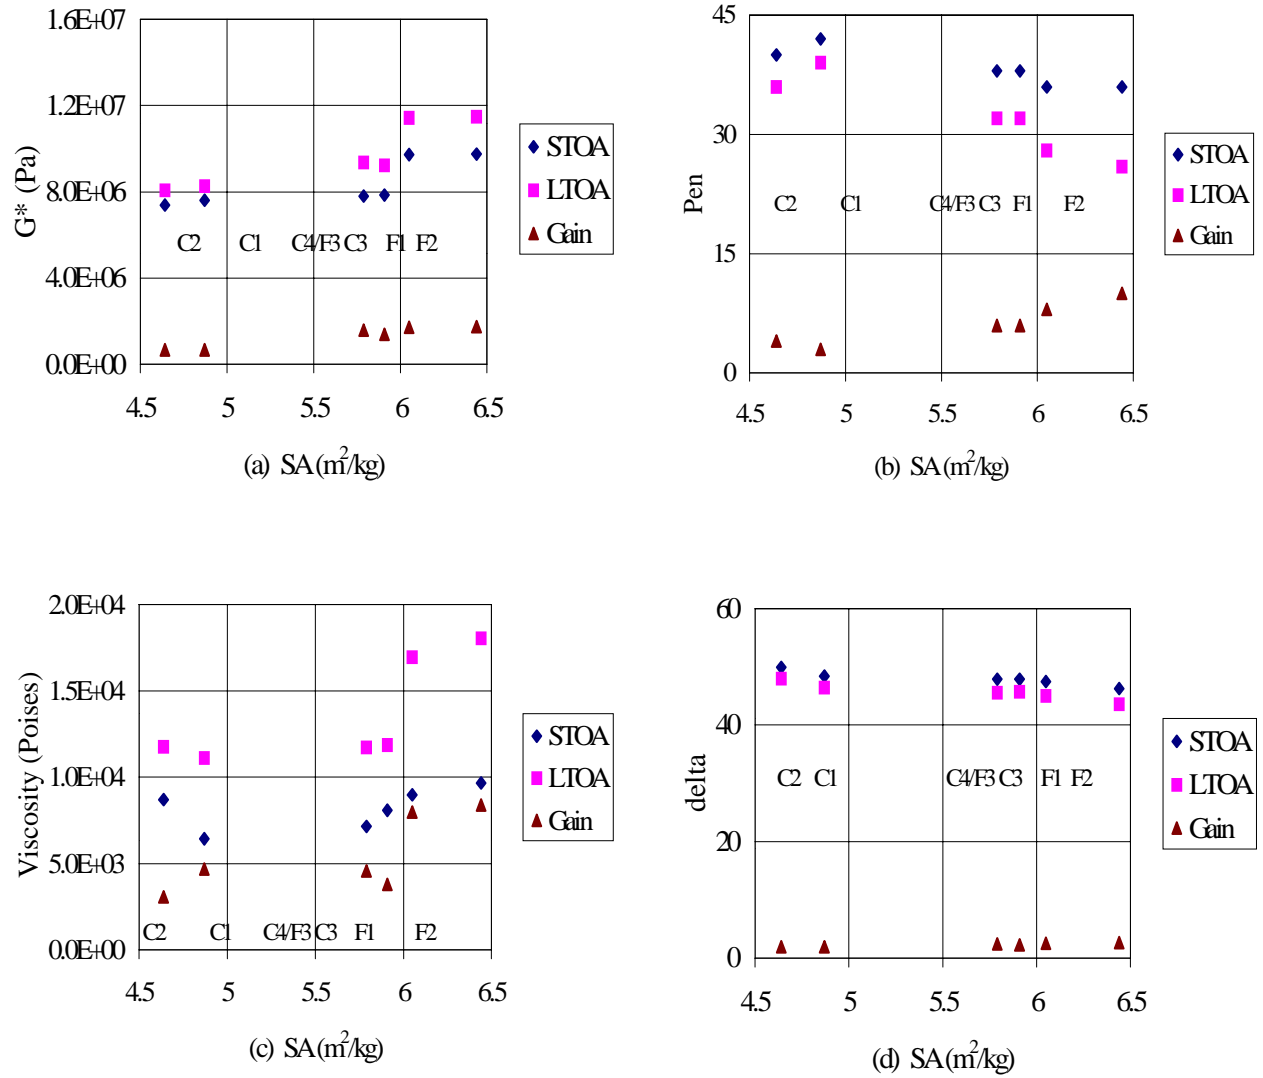 1.6E+07
1.2E+07
8.0E+06
4.0E+06
0.0E+00
G* (Pa)
C2 C1 C4/F3 C3 F1 F2
4.5 5 5.5 6 6.5
(a) SA (m²/kg)
STOA
LTOA
Gain
45
30
15
0
Pen
C2 C1 C4/F3 C3 F1 F2
4.5 5 5.5 6 6.5
(b) SA (m²/kg)
STOA
LTOA
Gain
2.0E+04
1.5E+04
1.0E+04
5.0E+03
0.0E+00
Viscosity (Poises)
C2 C1 C4/F3 C3 F1 F2
4.5 5 5.5 6 6.5
(c) SA (m²/kg)
STOA
LTOA
Gain
60
40
20
0
delta
C2 C1 C4/F3 C3 F1 F2
4.5 5 5.5 6 6.5
(d) SA (m²/kg)
STOA
LTOA
Gain